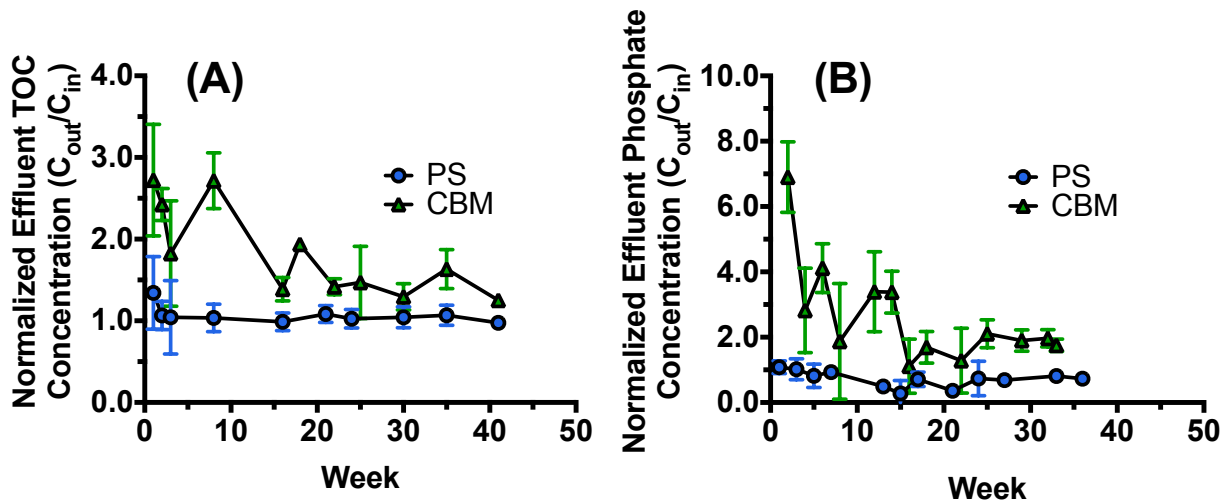 (A)
Normalized Effluent TOC
Concentration (Cout/Cin)
4.0
3.0
2.0
1.0
0.0
PS
CBM
0 10 20 30 40 50
Week
(B)
Normalized Effluent Phosphate
Concentration (Cout/Cin)
10.0
8.0
6.0
4.0
2.0
0.0
PS
CBM
0 10 20 30 40 50
Week